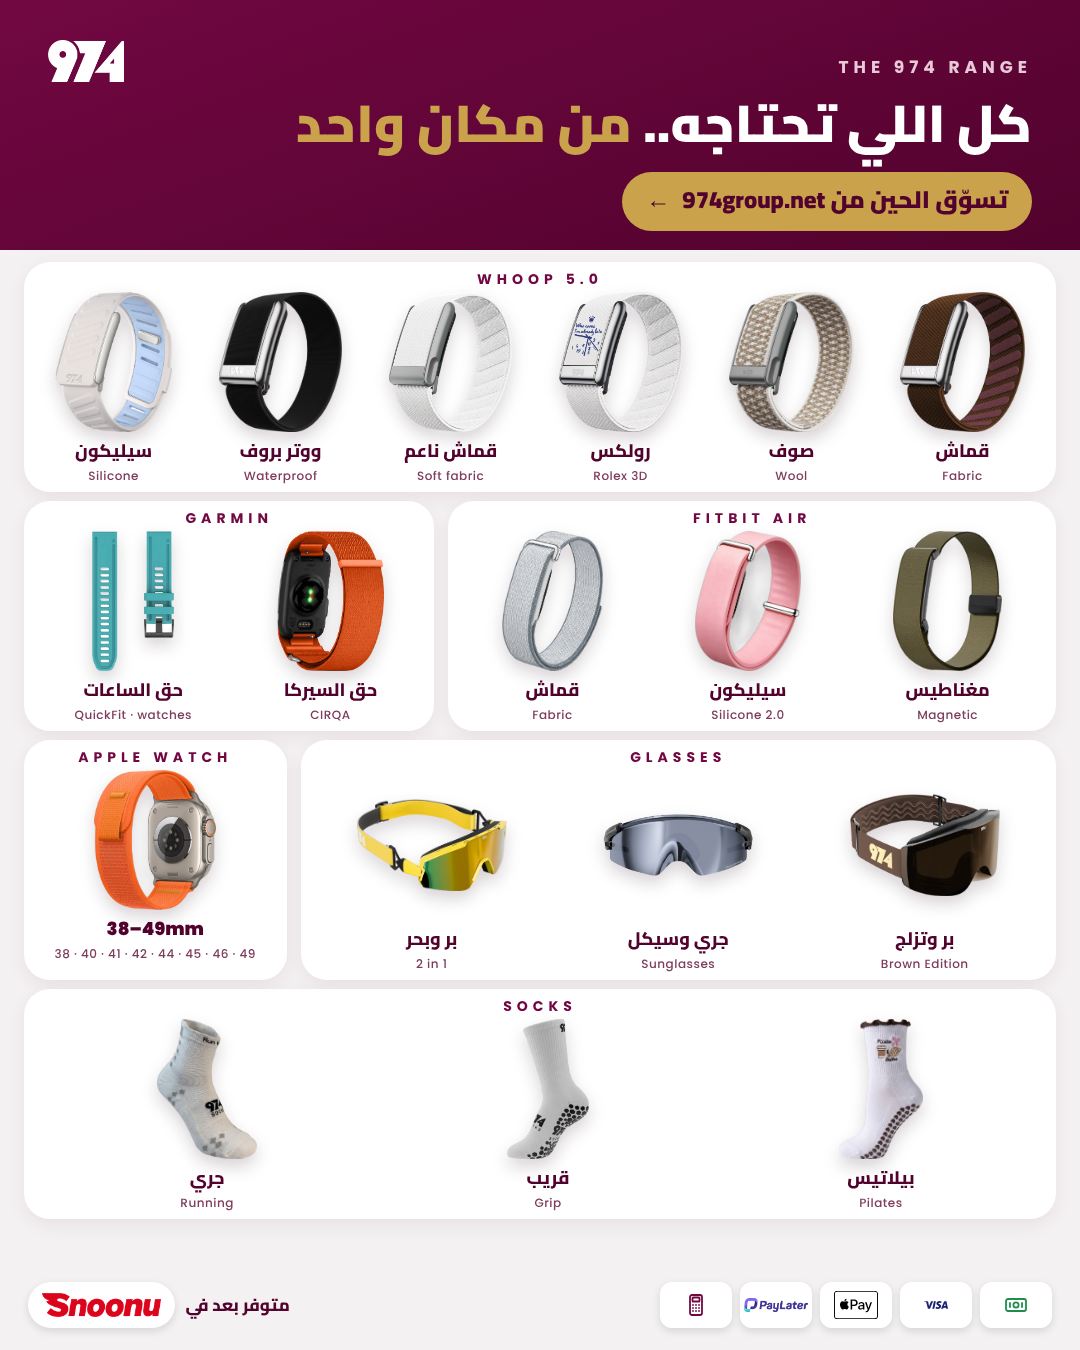 974
THE 974 RANGE
كل اللي تحتاجه.. من مكان واحد
تسوّق الحين من 974group.net ←
WHOOP 5.0
سيليكون
Silicone
ووتر بروف
Waterproof
قماش ناعم
Soft fabric
رولكس
Rolex 3D
صوف
Wool
قماش
Fabric
GARMIN
حق الساعات
QuickFit · watches
حق السيركا
CIRQA
FITBIT AIR
قماش
Fabric
سيليكون
Silicone 2.0
مغناطيس
Magnetic
APPLE WATCH
38–49mm
38 · 40 · 41 · 42 · 44 · 45 · 46 · 49
GLASSES
بر وبحر
2 in 1
جري وسيكل
Sunglasses
974
بر وتزلج
Brown Edition
SOCKS
Run
974
جري
Running
قريب
Grip
Pilates
بيلاتيس
Pilates
Snoonu
متوفر بعد في
PayLater
Pay
VISA